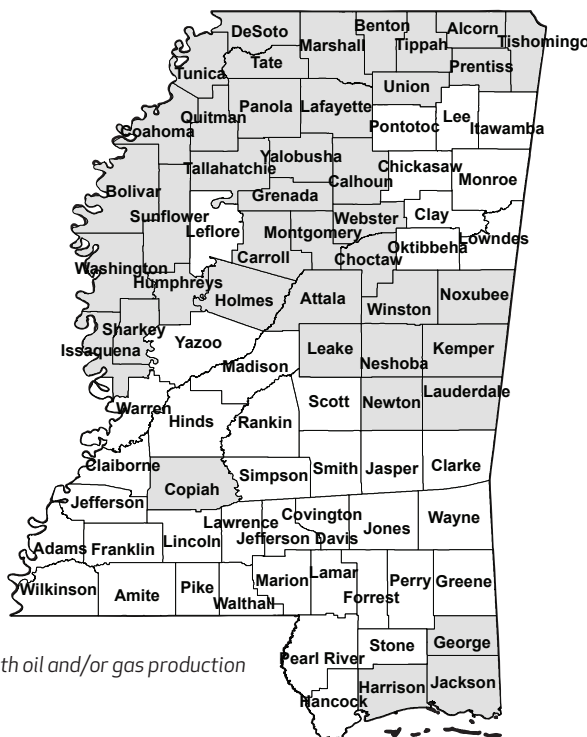 DeSoto
Benton
Alcorn
Marshall
Tippah
Tishomingo
Tate
Prentiss
Tunica
Union
Panola
Lafayette
Quitman
Lee
Coahoma
Pontotoc
Itawamba
Yalobusha
Tallahatchie
Chickasaw
Calhoun
Monroe
Bolivar
Grenada
Sunflower
Webster
Clay
Leflore
Montgomery
Lowndes
Oktibbeha
Carroll
Choctaw
Washington
Humphreys
Noxubee
Holmes
Attala
Winston
Sharkey
Yazoo
Leake
Kemper
Issaquena
Neshoba
Madison
Lauderdale
Scott
Newton
Warren
Hinds
Rankin
Claiborne
Smith
Jasper
Clarke
Simpson
Copiah
Jefferson
Covington
Wayne
Lawrence
Jones
Lincoln
Jefferson Davis
Adams
Franklin
Lamar
Marion
Perry
Greene
Wilkinson
Pike
Amite
Forrest
Walthall
Stone
George
Pearl River
th oil and/or gas production
Jackson
Harrison
Hancock